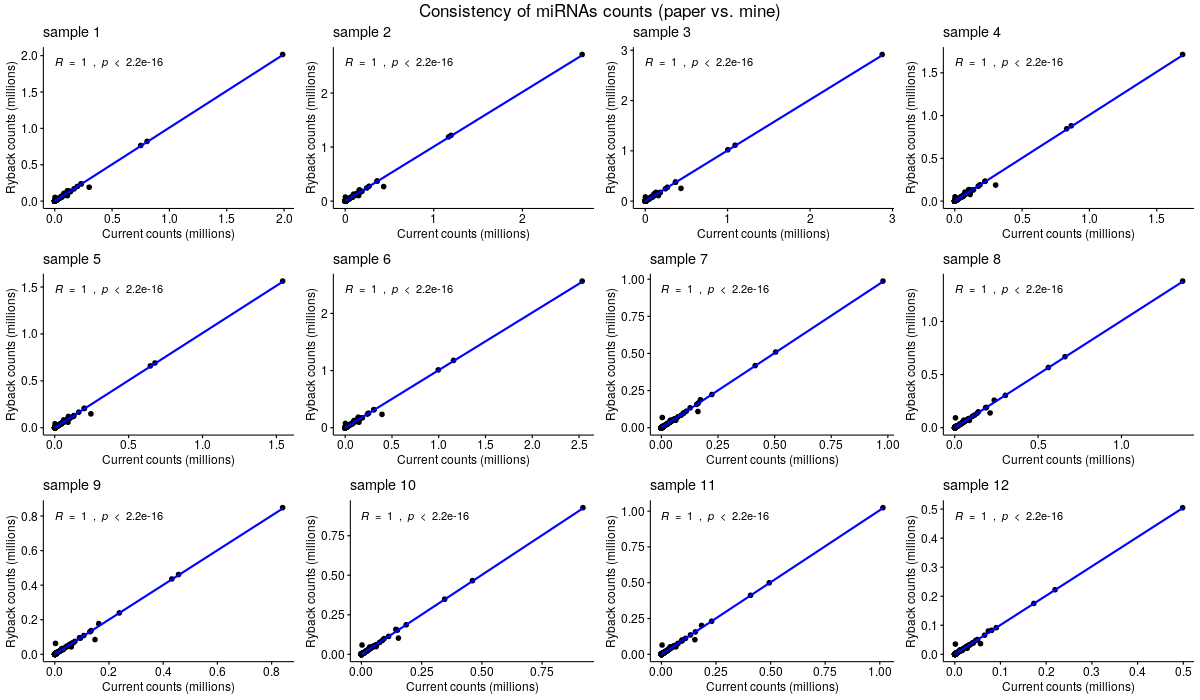 Consistency of miRNAs counts (paper vs. mine)
sample 1
R = 1 , p < 2.2e-16
Ryback counts (millions)
2.0
1.5
1.0
0.5
0.0
0.0 0.5 1.0 1.5 2.0
Current counts (millions)
sample 2
R = 1 , p < 2.2e-16
Ryback counts (millions)
2
1
0
0 1 2
Current counts (millions)
sample 3
R = 1 , p < 2.2e-16
Ryback counts (millions)
3
2
1
0
0 1 2 3
Current counts (millions)
sample 4
R = 1 , p < 2.2e-16
Ryback counts (millions)
1.5
1.0
0.5
0.0
0.0 0.5 1.0 1.5
Current counts (millions)
sample 5
R = 1 , p < 2.2e-16
Ryback counts (millions)
1.5
1.0
0.5
0.0
0.0 0.5 1.0 1.5
Current counts (millions)
sample 6
R = 1 , p < 2.2e-16
Ryback counts (millions)
2
1
0
0.0 0.5 1.0 1.5 2.0 2.5
Current counts (millions)
sample 7
R = 1 , p < 2.2e-16
Ryback counts (millions)
1.00
0.75
0.50
0.25
0.00
0.00 0.25 0.50 0.75 1.00
Current counts (millions)
sample 8
R = 1 , p < 2.2e-16
Ryback counts (millions)
1.0
0.5
0.0
0.0 0.5 1.0
Current counts (millions)
sample 9
R = 1 , p < 2.2e-16
Ryback counts (millions)
0.8
0.6
0.4
0.2
0.0
0.0 0.2 0.4 0.6 0.8
Current counts (millions)
sample 10
R = 1 , p < 2.2e-16
Ryback counts (millions)
0.75
0.50
0.25
0.00
0.00 0.25 0.50 0.75
Current counts (millions)
sample 11
R = 1 , p < 2.2e-16
Ryback counts (millions)
1.00
0.75
0.50
0.25
0.00
0.00 0.25 0.50 0.75 1.00
Current counts (millions)
sample 12
R = 1 , p < 2.2e-16
Ryback counts (millions)
0.5
0.4
0.3
0.2
0.1
0.0
0.0 0.1 0.2 0.3 0.4 0.5
Current counts (millions)